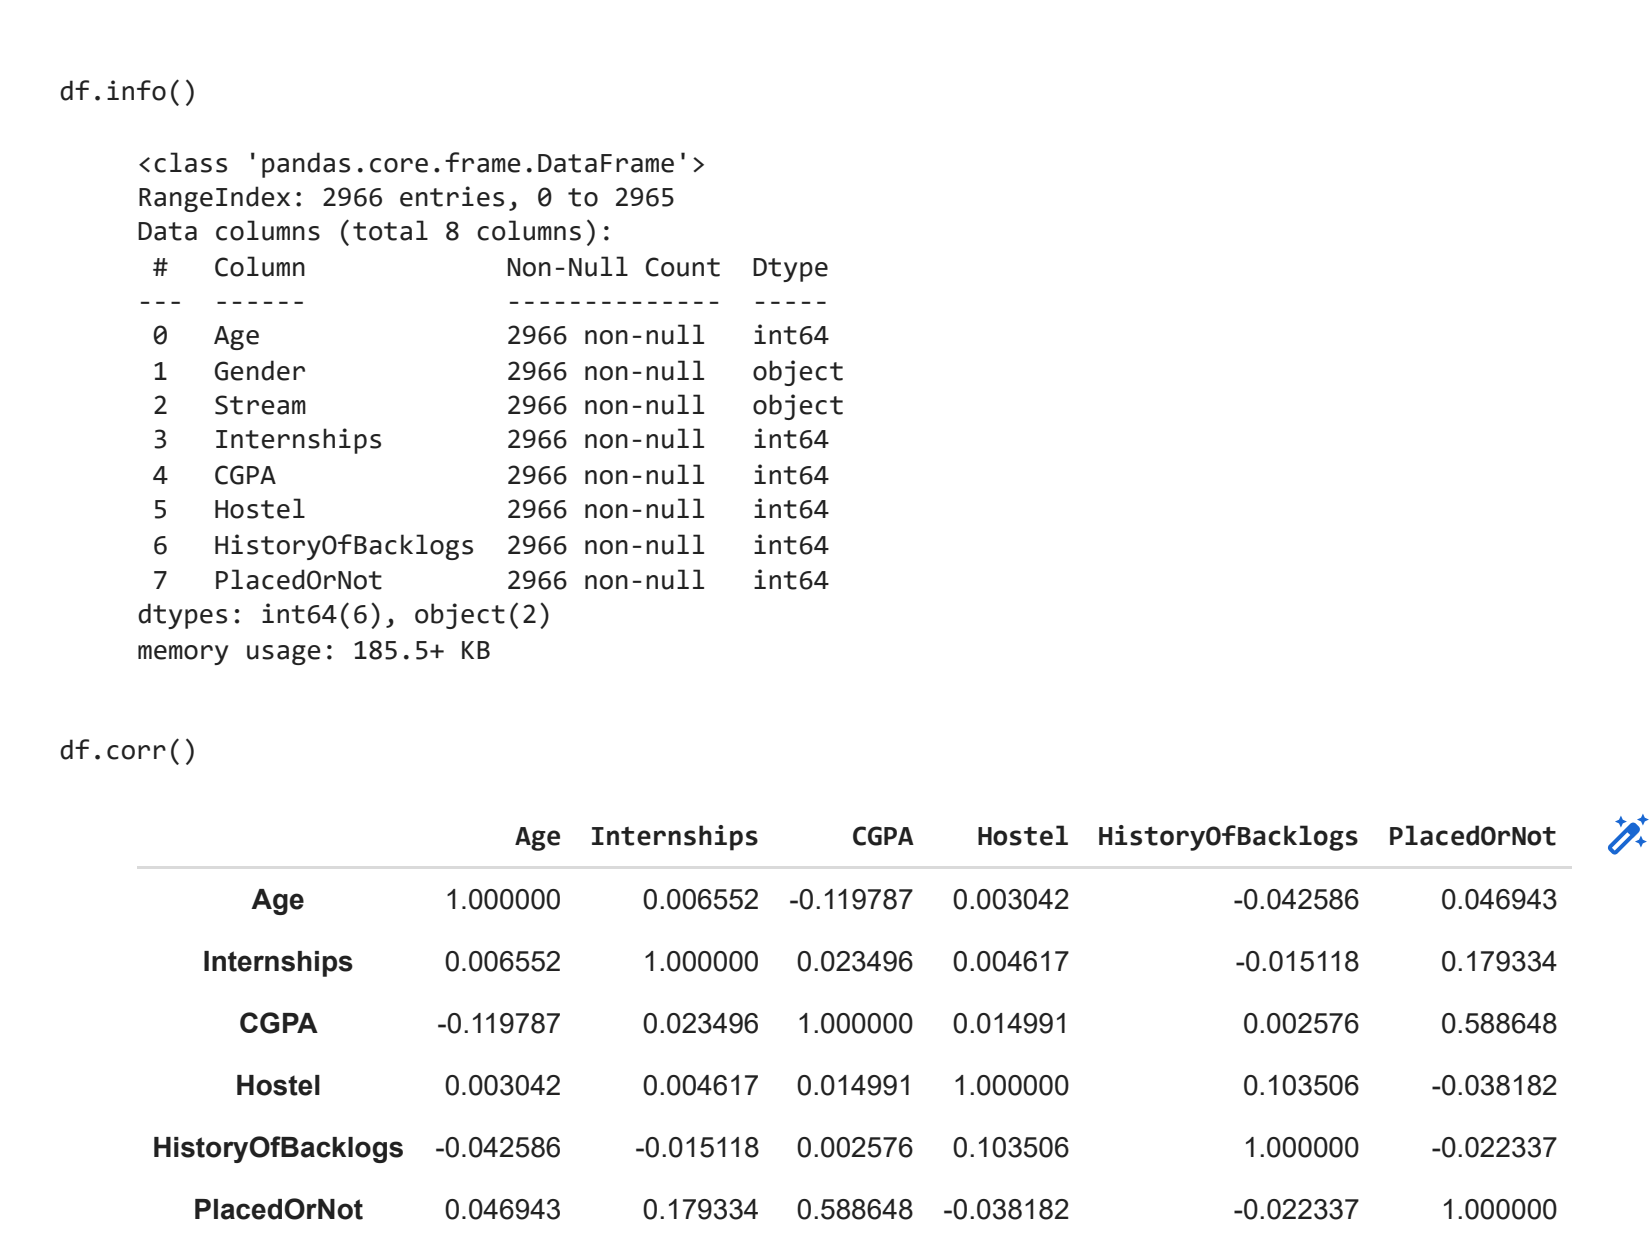 df.info()
<class 'pandas.core.frame.DataFrame'>
RangeIndex: 2966 entries, 0 to 2965
Data columns (total 8 columns):
 #   Column             Non-Null Count  Dtype
---  ------             --------------  -----
 0   Age                2966 non-null   int64
 1   Gender             2966 non-null   object
 2   Stream             2966 non-null   object
 3   Internships        2966 non-null   int64
 4   CGPA               2966 non-null   int64
 5   Hostel             2966 non-null   int64
 6   HistoryOfBacklogs  2966 non-null   int64
 7   PlacedOrNot        2966 non-null   int64
dtypes: int64(6), object(2)
memory usage: 185.5+ KB
df.corr()
Age Internships CGPA Hostel HistoryOfBacklogs PlacedOrNot
Age 1.000000 0.006552 -0.119787 0.003042 -0.042586 0.046943
Internships 0.006552 1.000000 0.023496 0.004617 -0.015118 0.179334
CGPA -0.119787 0.023496 1.000000 0.014991 0.002576 0.588648
Hostel 0.003042 0.004617 0.014991 1.000000 0.103506 -0.038182
HistoryOfBacklogs -0.042586 -0.015118 0.002576 0.103506 1.000000 -0.022337
PlacedOrNot 0.046943 0.179334 0.588648 -0.038182 -0.022337 1.000000